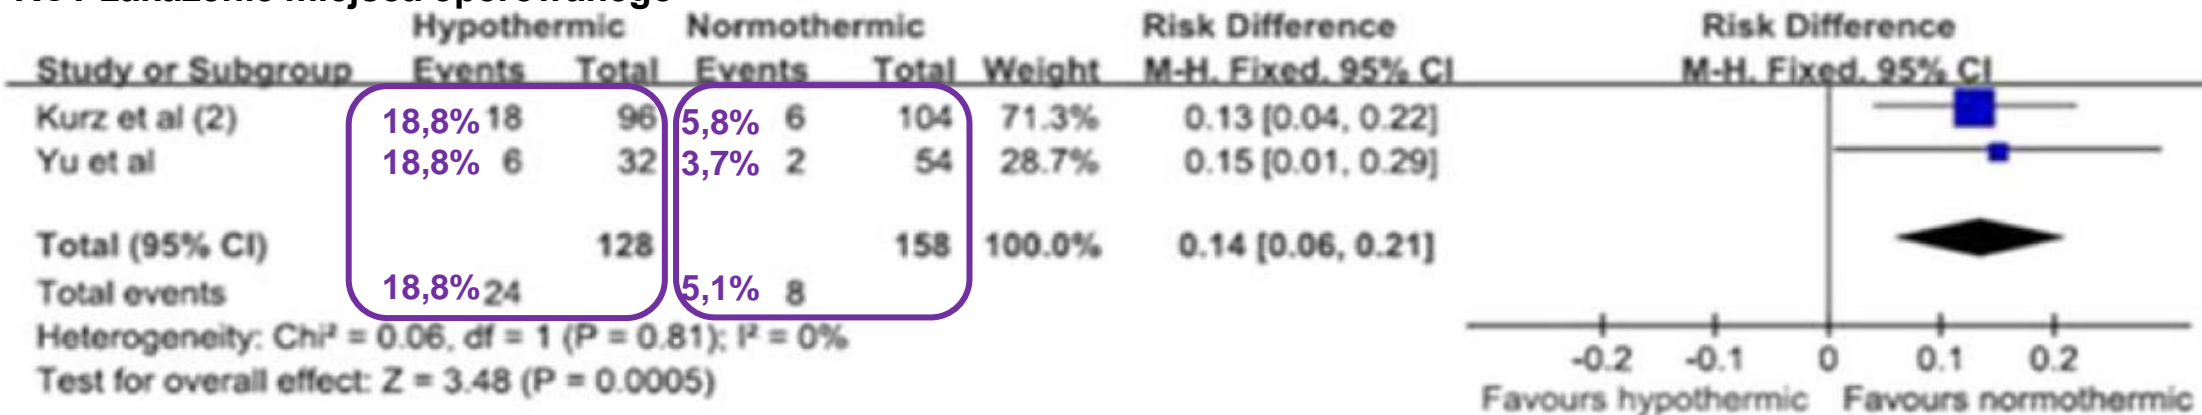 RCT zakażenie miejsca operowanego
Hypothermic Normothermic Risk Difference Risk Difference
Study or Subgroup Events Total Events Total Weight M-H, Fixed, 95% CI M-H, Fixed, 95% CI
Kurz et al (2) 18,8% 18 96 5,8% 6 104 71.3% 0.13 [0.04, 0.22]
Yu et al 18,8% 6 32 3,7% 2 54 28.7% 0.15 [0.01, 0.29]
Total (95% CI) 128 158 100.0% 0.14 [0.06, 0.21]
Total events 18,8% 24 5,1% 8
Heterogeneity: Chi² = 0.06, df = 1 (P = 0.81); I² = 0%
Test for overall effect: Z = 3.48 (P = 0.0005)
-0.2 -0.1 0 0.1 0.2
Favours hypothermic Favours normothermic